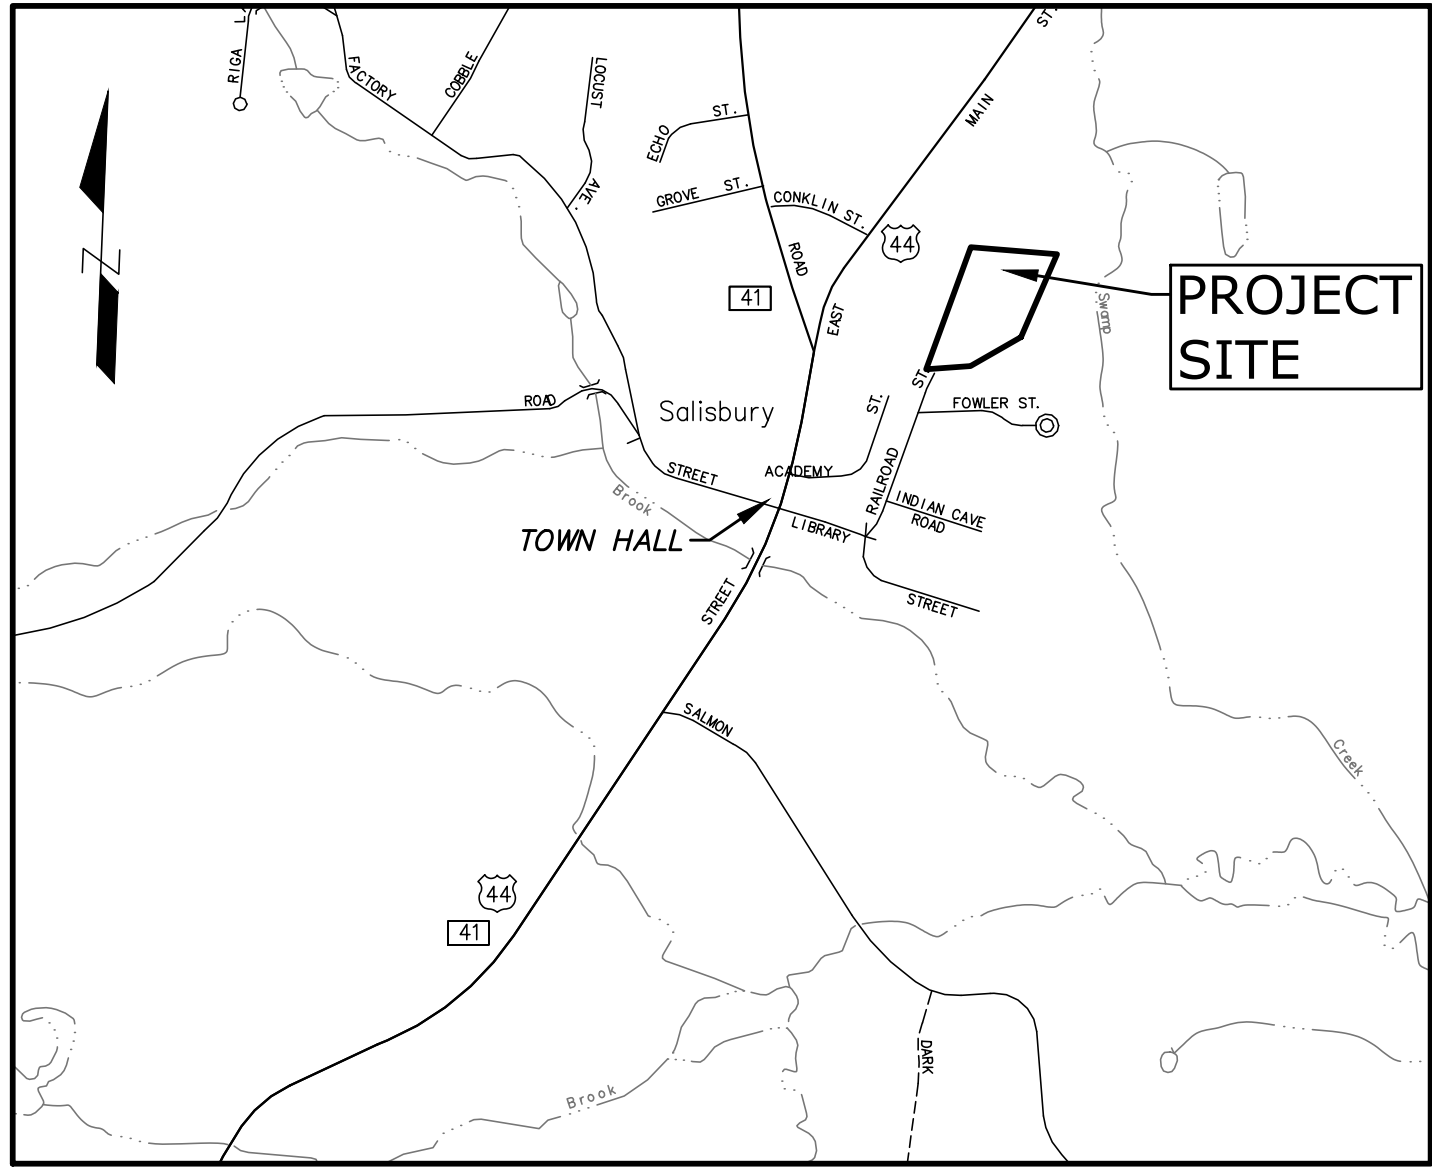 RIGA
L
FACTORY
COBBLE
LOCUST
AVE.
ECHO
ST.
GROVE ST.
CONKLIN ST.
MAIN
ST.
44
ROAD
41
EAST
PROJECT
SITE
Swamp
ROAD
Salisbury
ST.
ST.
FOWLER ST.
STREET
ACADEMY
RAILROAD
INDIAN CAVE
ROAD
Brook
TOWN HALL
LIBRARY
STREET
STREET
SALMON
Creek
44
41
DARK
Brook